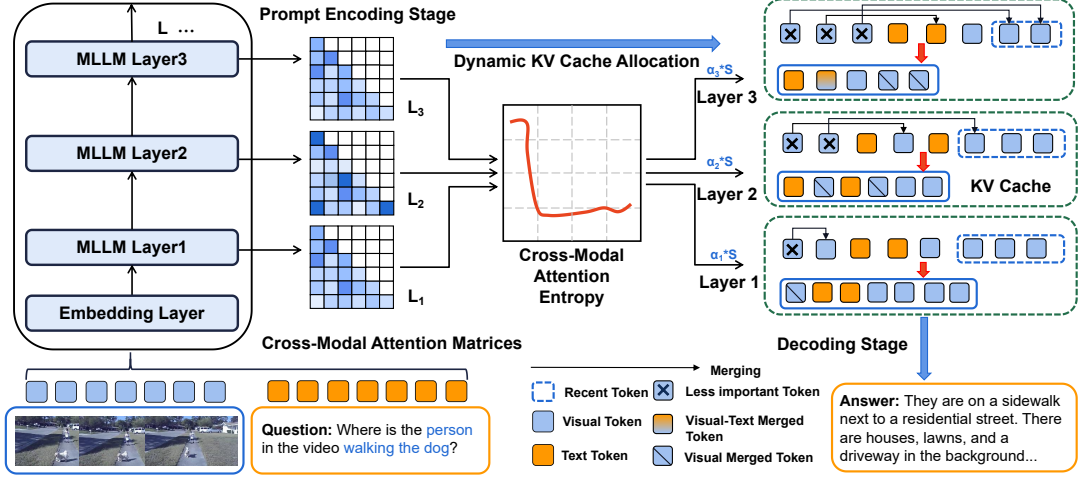 L ...
MLLM Layer3
MLLM Layer2
MLLM Layer1
Embedding Layer
Prompt Encoding Stage
L3
L2
L1
Cross-Modal Attention Matrices
Dynamic KV Cache Allocation
Cross-Modal
Attention
Entropy
α3*S
Layer 3
α2*S
Layer 2
α1*S
Layer 1
KV Cache
Decoding Stage
Question: Where is the person
in the video walking the dog?
Merging
Recent Token
Less important Token
Visual Token
Visual-Text Merged
Token
Text Token
Visual Merged Token
Answer: They are on a sidewalk
next to a residential street. There
are houses, lawns, and a
driveway in the background...